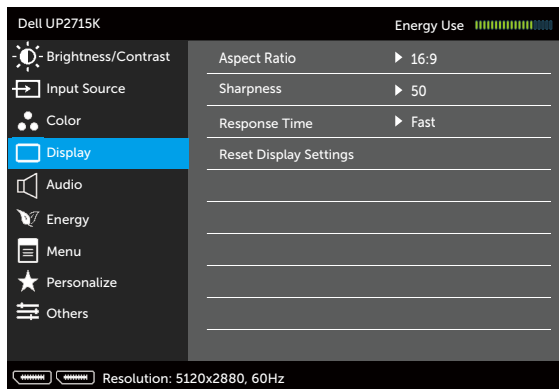 Dell UP2715K
Energy Use
Brightness/Contrast
Aspect Ratio 16:9
Input Source
Sharpness 50
Color
Response Time Fast
Display
Reset Display Settings
Audio
Energy
Menu
Personalize
Others
Resolution: 5120x2880, 60Hz